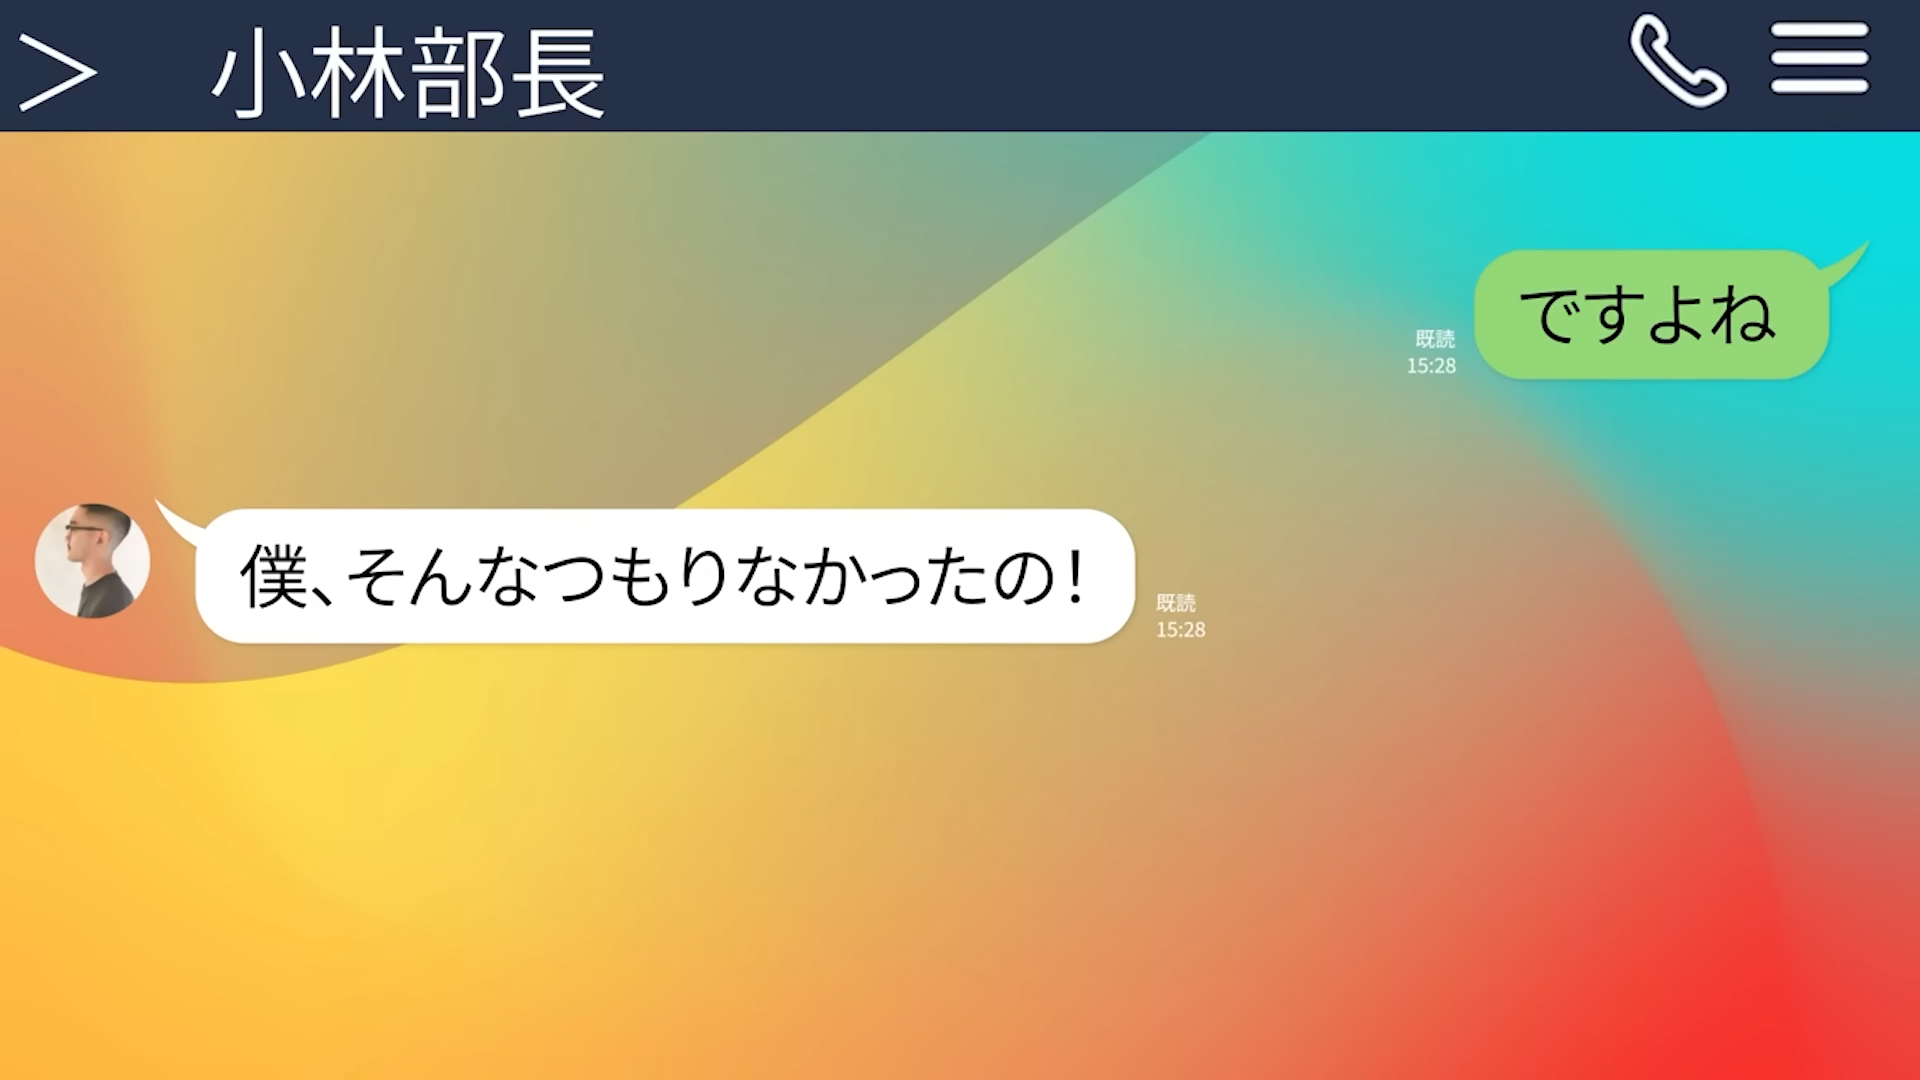 > 小林部長
ですよね
既読
15:28
僕、そんなつもりなかったの!
既読
15:28